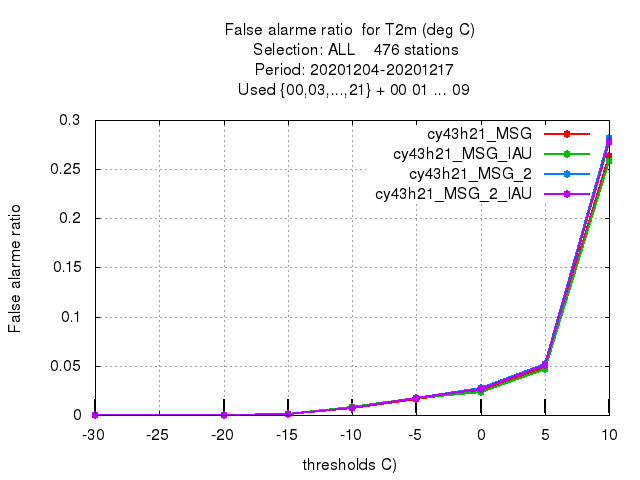 False alarme ratio  for T2m (deg C)
Selection: ALL    476 stations
Period: 20201204-20201217
Used {00,03,...,21} + 00 01 ... 09
cy43h21_MSG
cy43h21_MSG_IAU
cy43h21_MSG_2
cy43h21_MSG_2_IAU
False alarme ratio
0.3
0.25
0.2
0.15
0.1
0.05
0
-30 -25 -20 -15 -10 -5 0 5 10
thresholds C)